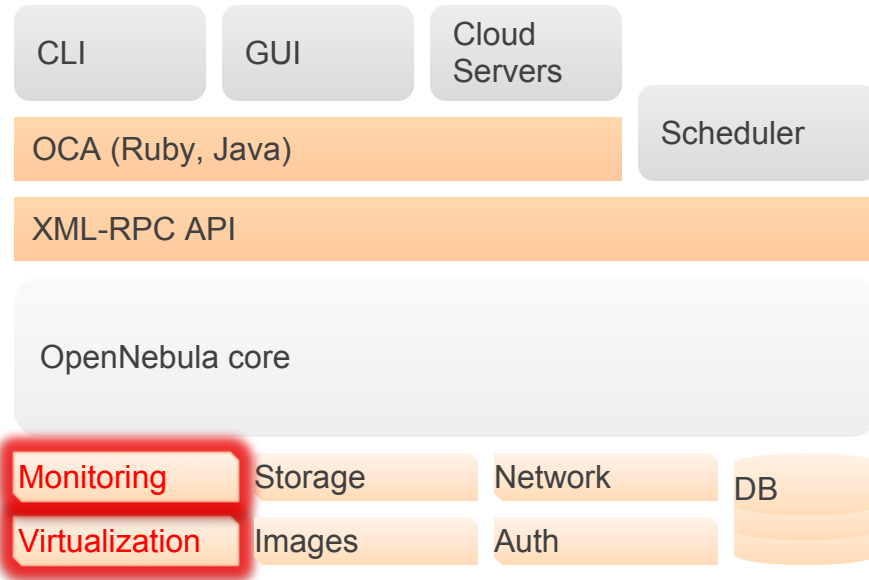 CLI
GUI
Cloud
Servers
Scheduler
OCA (Ruby, Java)
XML-RPC API
OpenNebula core
Monitoring
Storage
Network
DB
Virtualization
Images
Auth